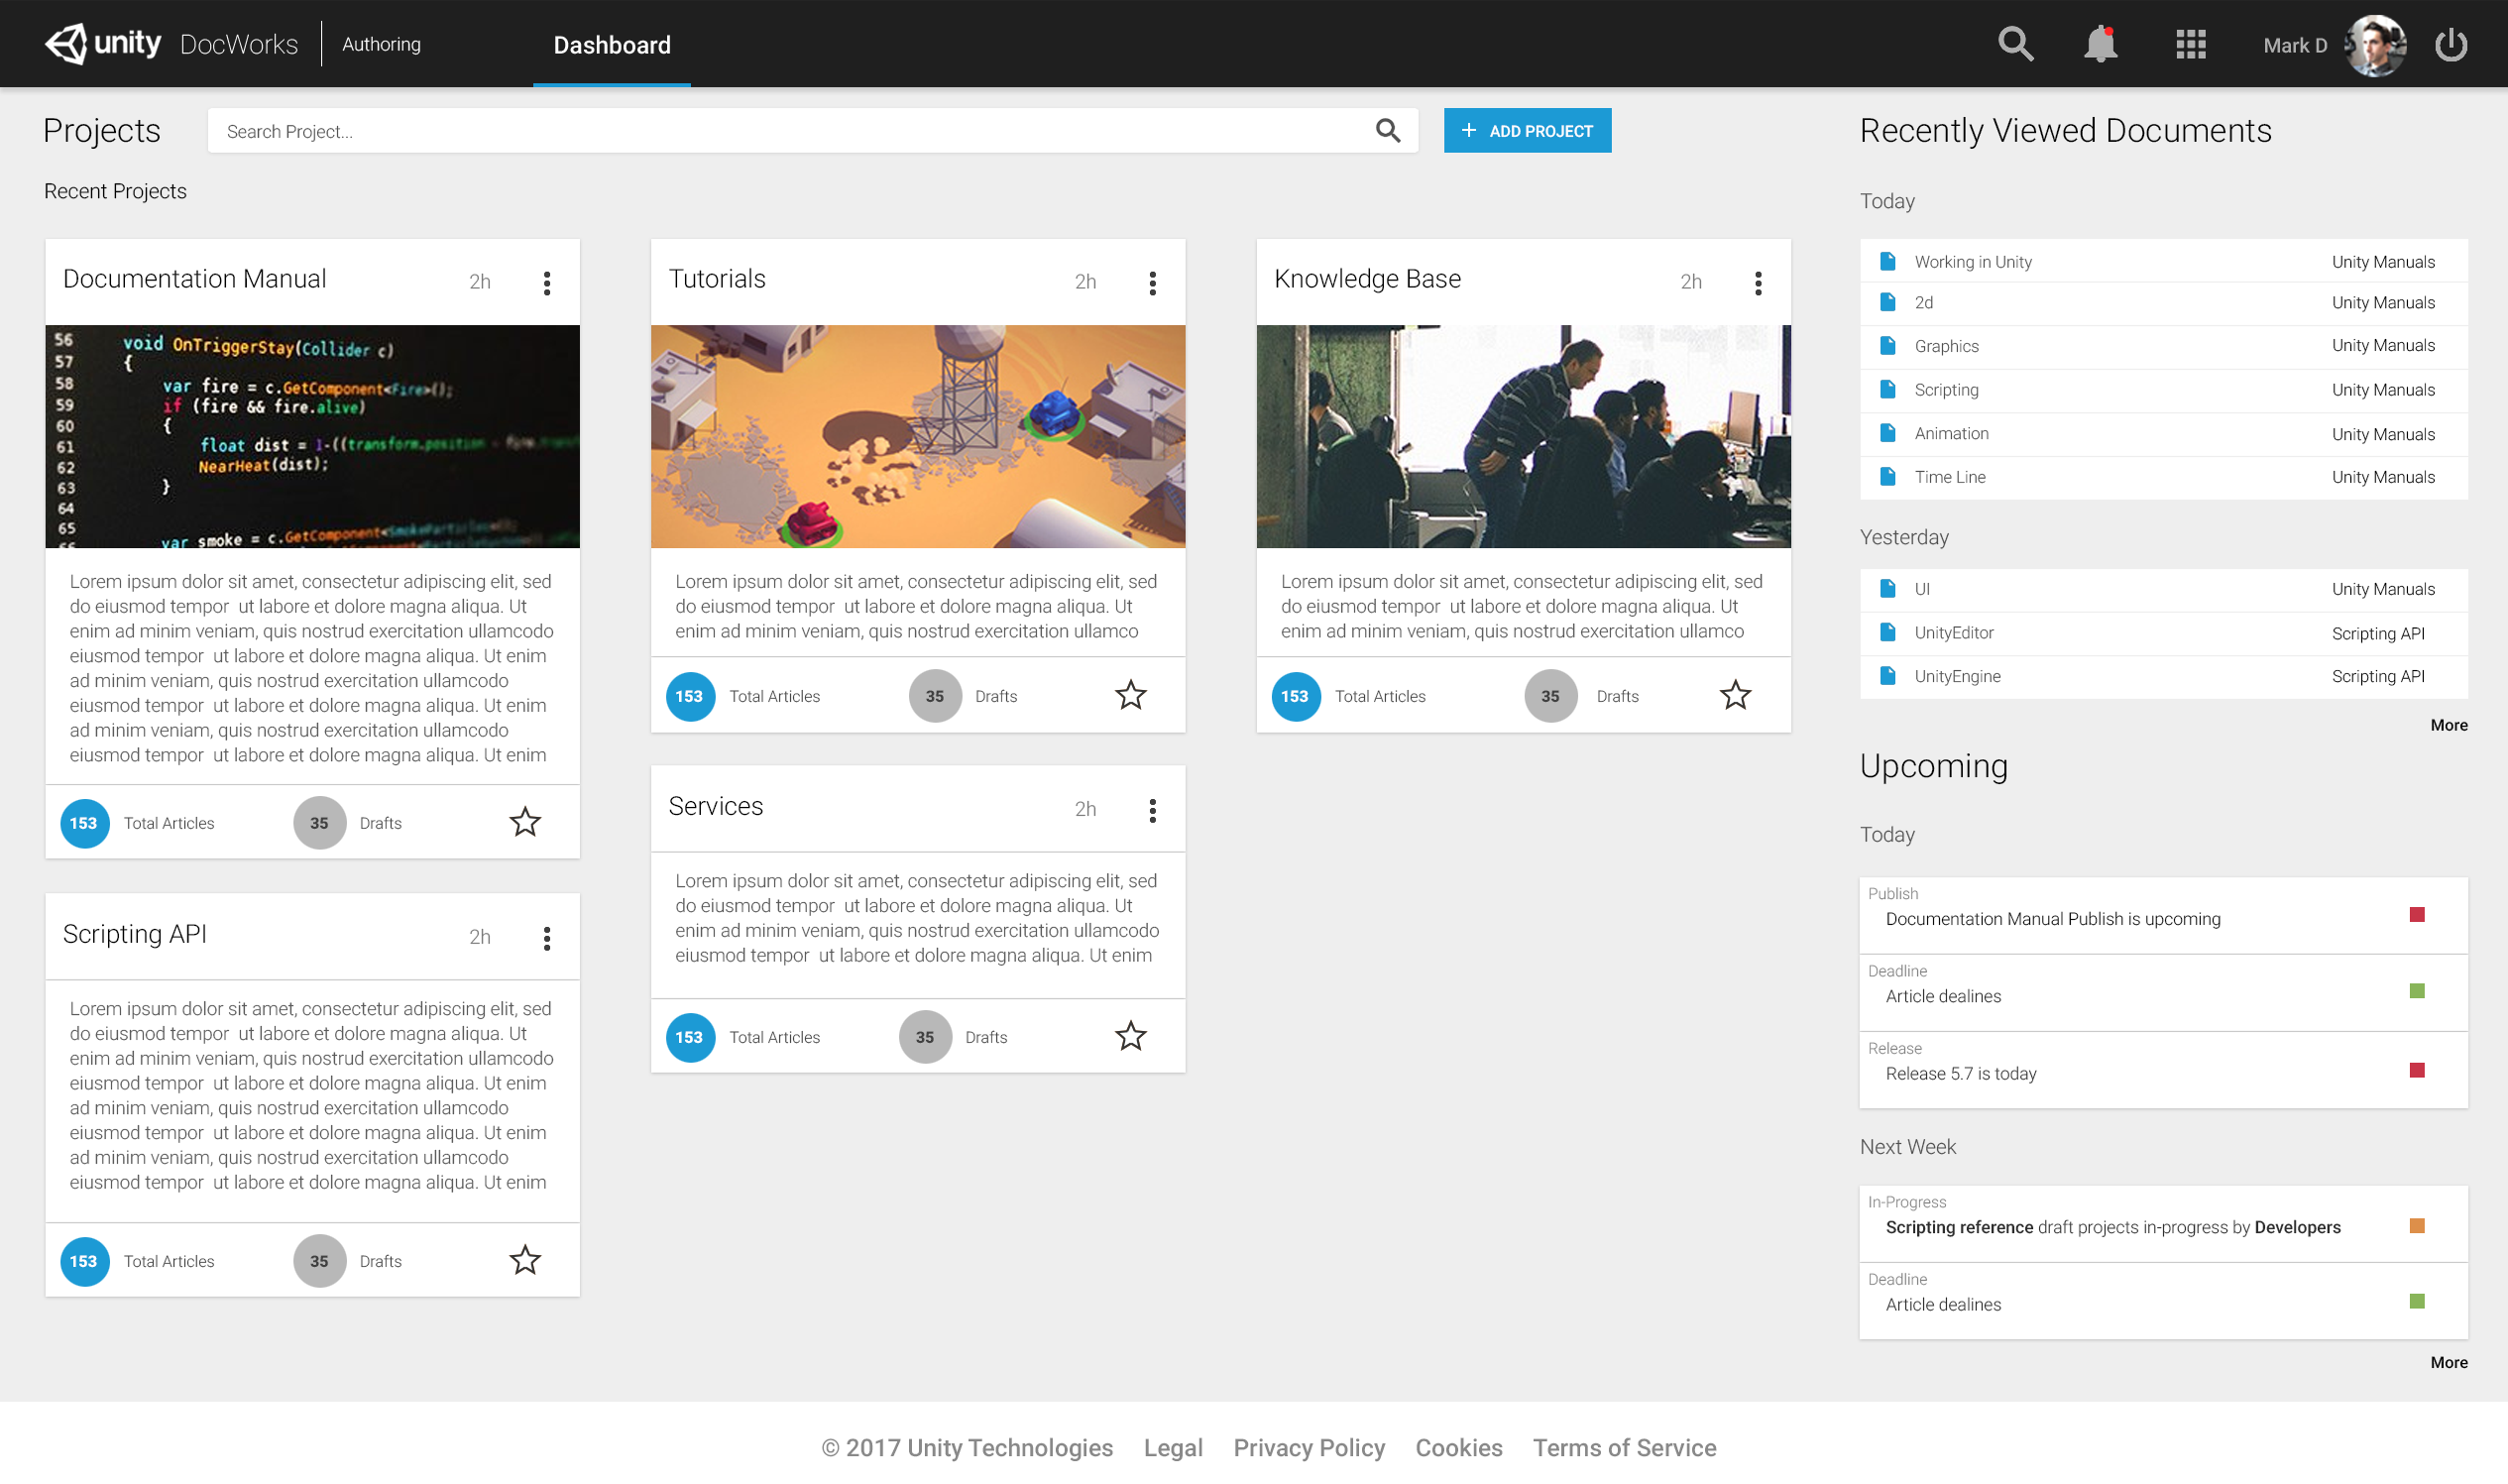 unity DocWorks Authoring Dashboard Mark D
Projects
Search Project...
+ ADD PROJECT
Recent Projects
Documentation Manual 2h
56 void OnTriggerStay(Collider c)
57 {
58 var fire = c.GetComponent<Fire>();
59 if (fire && fire.alive)
60 {
61 float dist = 1-((transform.position - fire.
62 NearHeat(dist);
63 }
64
65 var smoke = c.GetComponent<SmokeParticles>();
66
Lorem ipsum dolor sit amet, consectetur adipiscing elit, sed
do eiusmod tempor  ut labore et dolore magna aliqua. Ut
enim ad minim veniam, quis nostrud exercitation ullamcodo
eiusmod tempor  ut labore et dolore magna aliqua. Ut enim
ad minim veniam, quis nostrud exercitation ullamcodo
eiusmod tempor  ut labore et dolore magna aliqua. Ut enim
ad minim veniam, quis nostrud exercitation ullamcodo
eiusmod tempor  ut labore et dolore magna aliqua. Ut enim
153 Total Articles 35 Drafts
Scripting API 2h
Lorem ipsum dolor sit amet, consectetur adipiscing elit, sed
do eiusmod tempor  ut labore et dolore magna aliqua. Ut
enim ad minim veniam, quis nostrud exercitation ullamcodo
eiusmod tempor  ut labore et dolore magna aliqua. Ut enim
ad minim veniam, quis nostrud exercitation ullamcodo
eiusmod tempor  ut labore et dolore magna aliqua. Ut enim
ad minim veniam, quis nostrud exercitation ullamcodo
eiusmod tempor  ut labore et dolore magna aliqua. Ut enim
153 Total Articles 35 Drafts
Tutorials 2h
Lorem ipsum dolor sit amet, consectetur adipiscing elit, sed
do eiusmod tempor  ut labore et dolore magna aliqua. Ut
enim ad minim veniam, quis nostrud exercitation ullamco
153 Total Articles 35 Drafts
Services 2h
Lorem ipsum dolor sit amet, consectetur adipiscing elit, sed
do eiusmod tempor  ut labore et dolore magna aliqua. Ut
enim ad minim veniam, quis nostrud exercitation ullamcodo
eiusmod tempor  ut labore et dolore magna aliqua. Ut enim
153 Total Articles 35 Drafts
Knowledge Base 2h
Lorem ipsum dolor sit amet, consectetur adipiscing elit, sed
do eiusmod tempor  ut labore et dolore magna aliqua. Ut
enim ad minim veniam, quis nostrud exercitation ullamco
153 Total Articles 35 Drafts
Recently Viewed Documents
Today
Working in Unity Unity Manuals
2d Unity Manuals
Graphics Unity Manuals
Scripting Unity Manuals
Animation Unity Manuals
Time Line Unity Manuals
Yesterday
UI Unity Manuals
UnityEditor Scripting API
UnityEngine Scripting API
More
Upcoming
Today
Publish
Documentation Manual Publish is upcoming
Deadline
Article dealines
Release
Release 5.7 is today
Next Week
In-Progress
Scripting reference draft projects in-progress by Developers
Deadline
Article dealines
More
© 2017 Unity Technologies Legal Privacy Policy Cookies Terms of Service